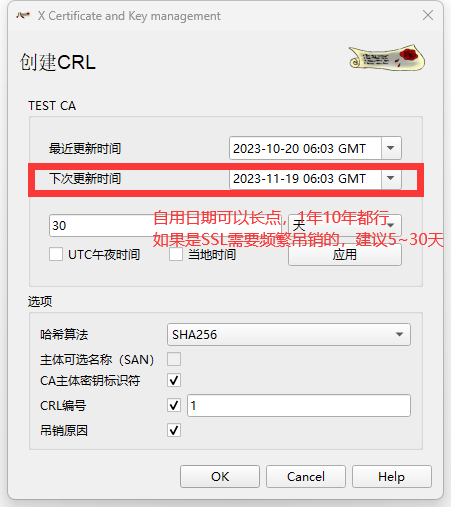 X Certificate and Key management
创建CRL
TEST CA
最近更新时间 2023-10-20 06:03 GMT
下次更新时间 2023-11-19 06:03 GMT
自用日期可以长点，1年10年都行
30 天
如果是SSL需要频繁吊销的，建议5~30天
UTC午夜时间 当地时间 应用
选项
哈希算法 SHA256
主体可选名称（SAN）
CA主体密钥标识符
CRL编号 1
吊销原因
OK Cancel Help